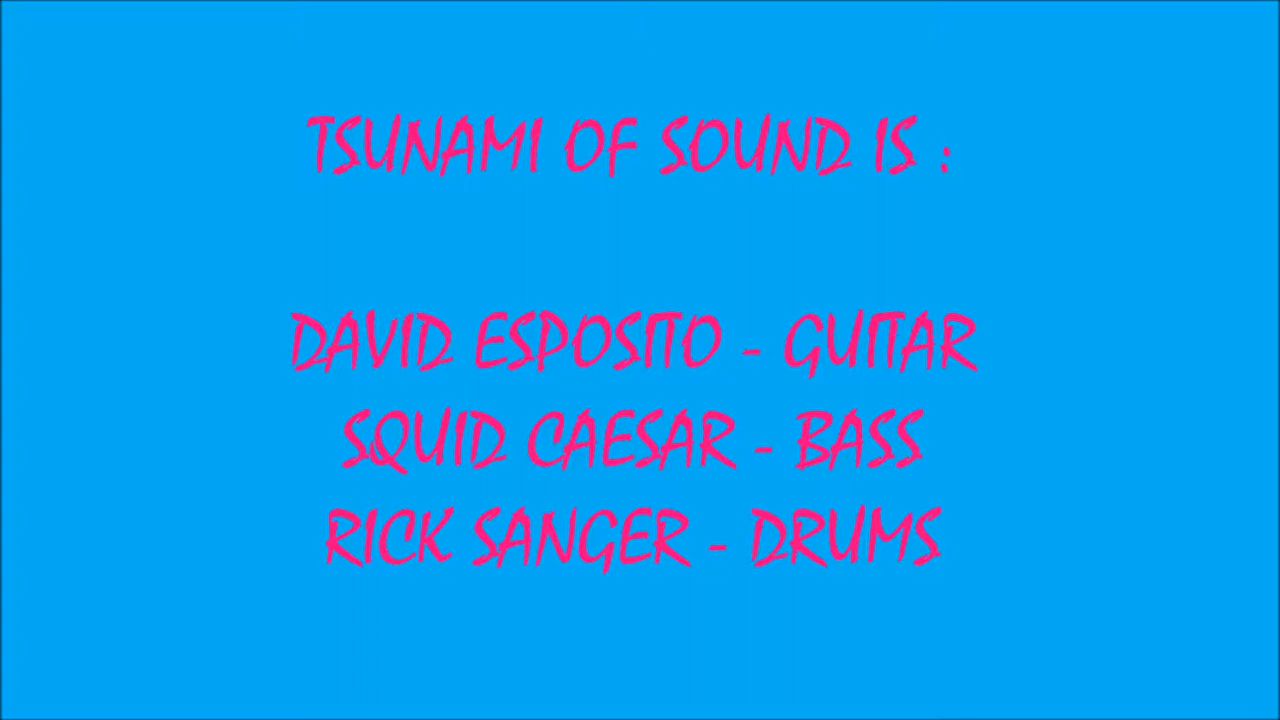 TSUNAMI OF SOUND IS :
DAVID ESPOSITO - GUITAR
SQUID CAESAR - BASS
RICK SANGER - DRUMS